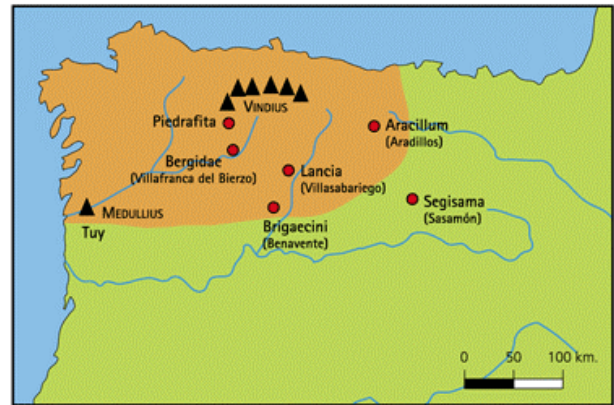 VINDIUS
Piedrafita
Aracillum
(Aradillos)
Bergidae
(Villafranca del Bierzo)
Lancia
(Villasabariego)
Segisama
(Sasamón)
MEDULLIUS
Tuy
Brigaecini
(Benavente)
0 50 100 km.